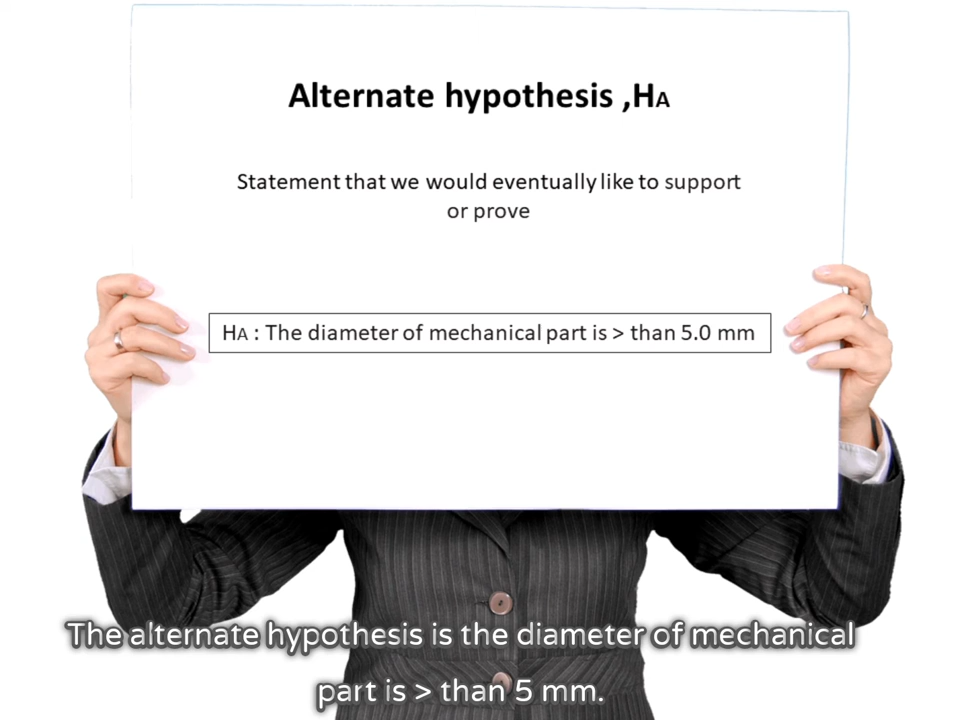 Alternate hypothesis ,HA
Statement that we would eventually like to support
or prove
HA : The diameter of mechanical part is > than 5.0 mm
The alternate hypothesis is the diameter of mechanical
part is > than 5 mm.